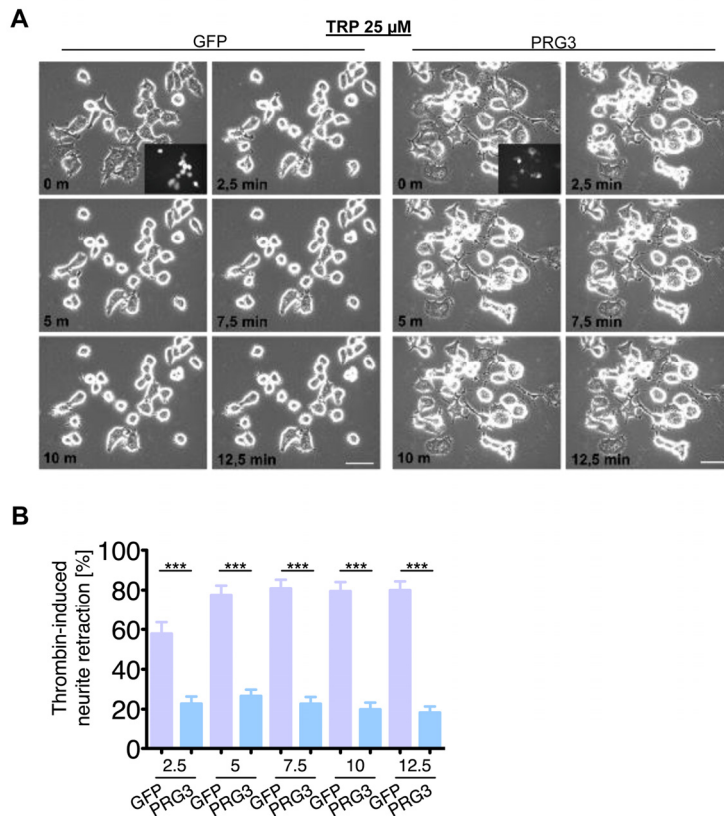 A
TRP 25 µM
GFP
PRG3
0 m
2,5 min
0 m
2,5 min
5 m
7,5 min
5 m
7,5 min
10 m
12,5 min
10 m
12,5 min
B
Thrombin-induced
neurite retraction [%]
100
80
60
40
20
0
*** *** *** *** ***
2.5 5 7.5 10 12.5
GFP PRG3 GFP PRG3 GFP PRG3 GFP PRG3 GFP PRG3